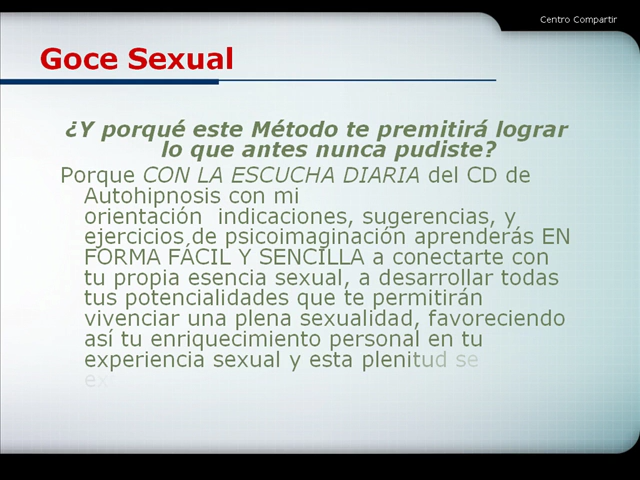 Centro Compartir
Goce Sexual
¿Y porqué este Método te premitirá lograr
lo que antes nunca pudiste?
Porque CON LA ESCUCHA DIARIA del CD de
Autohipnosis con mi
orientación  indicaciones, sugerencias, y
ejercicios de psicoimaginación aprenderás EN
FORMA FÁCIL Y SENCILLA a conectarte con
tu propia esencia sexual, a desarrollar todas
tus potencialidades que te permitirán
vivenciar una plena sexualidad, favoreciendo
así tu enriquecimiento personal en tu
experiencia sexual y esta plenitud se